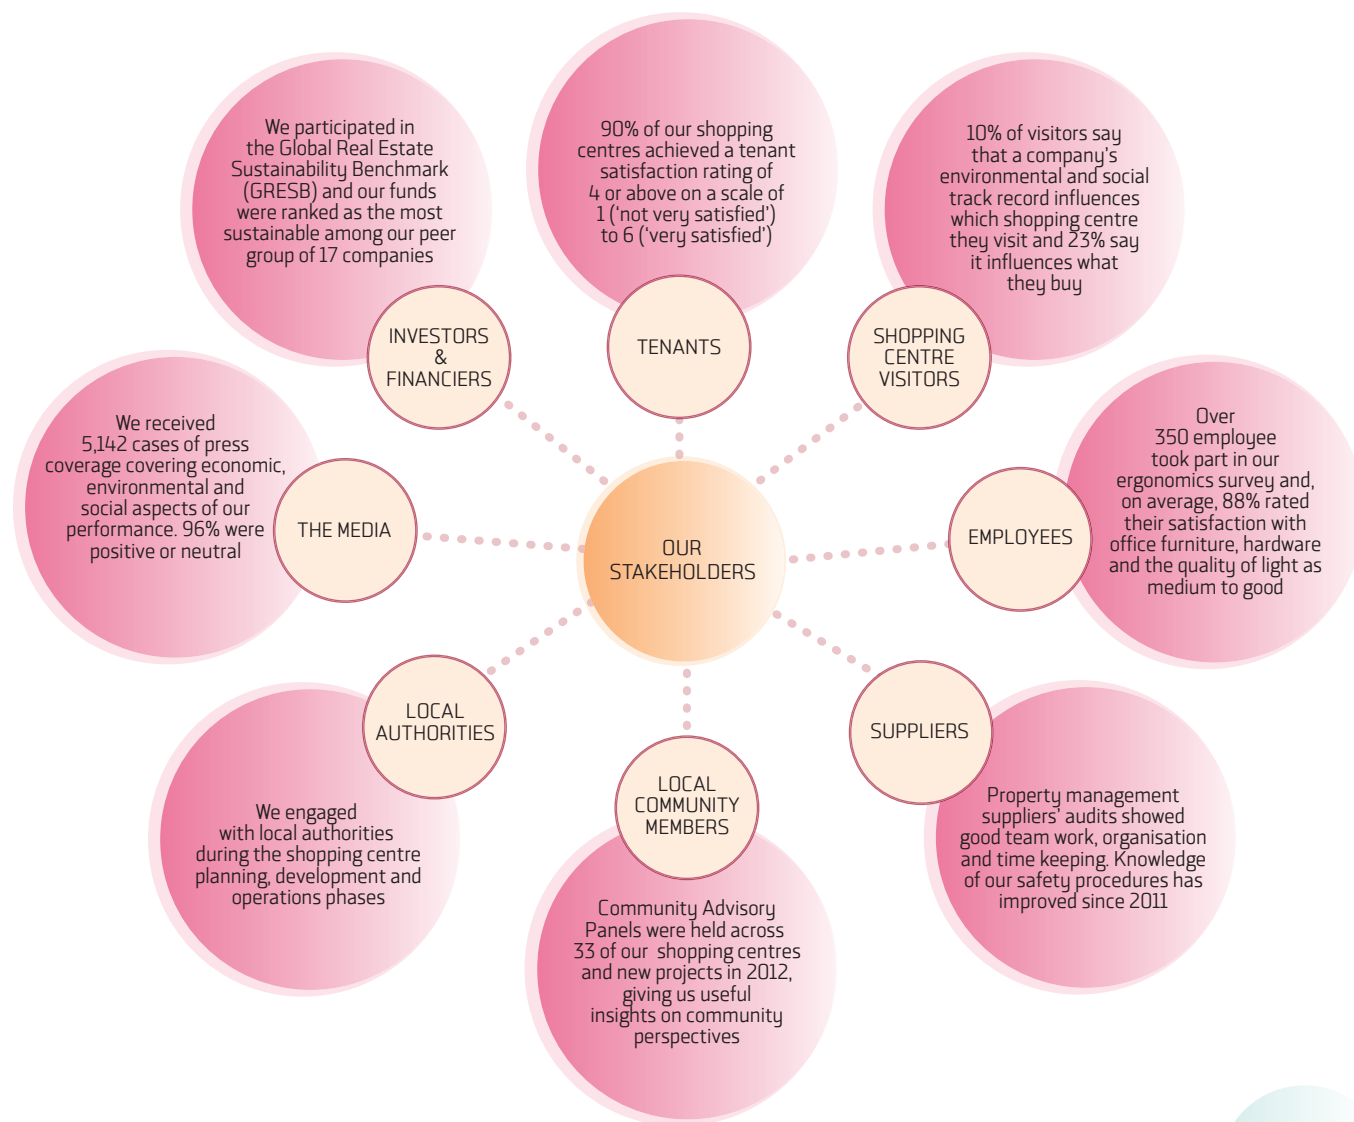 We participated in
the Global Real Estate
Sustainability Benchmark
(GRESB) and our funds
were ranked as the most
sustainable among our peer
group of 17 companies
INVESTORS
&
FINANCIERS
90% of our shopping
centres achieved a tenant
satisfaction rating of
4 or above on a scale of
1 (‘not very satisfied’)
to 6 (‘very satisfied’)
TENANTS
10% of visitors say
that a company’s
environmental and social
track record influences
which shopping centre
they visit and 23% say
it influences what
they buy
SHOPPING
CENTRE
VISITORS
We received
5,142 cases of press
coverage covering economic,
environmental and
social aspects of our
performance. 96% were
positive or neutral
THE MEDIA
OUR
STAKEHOLDERS
EMPLOYEES
Over
350 employee
took part in our
ergonomics survey and,
on average, 88% rated
their satisfaction with
office furniture, hardware
and the quality of light as
medium to good
LOCAL
AUTHORITIES
We engaged
with local authorities
during the shopping centre
planning, development and
operations phases
LOCAL
COMMUNITY
MEMBERS
Community Advisory
Panels were held across
33 of our shopping centres
and new projects in 2012,
giving us useful
insights on community
perspectives
SUPPLIERS
Property management
suppliers’ audits showed
good team work, organisation
and time keeping. Knowledge
of our safety procedures has
improved since 2011